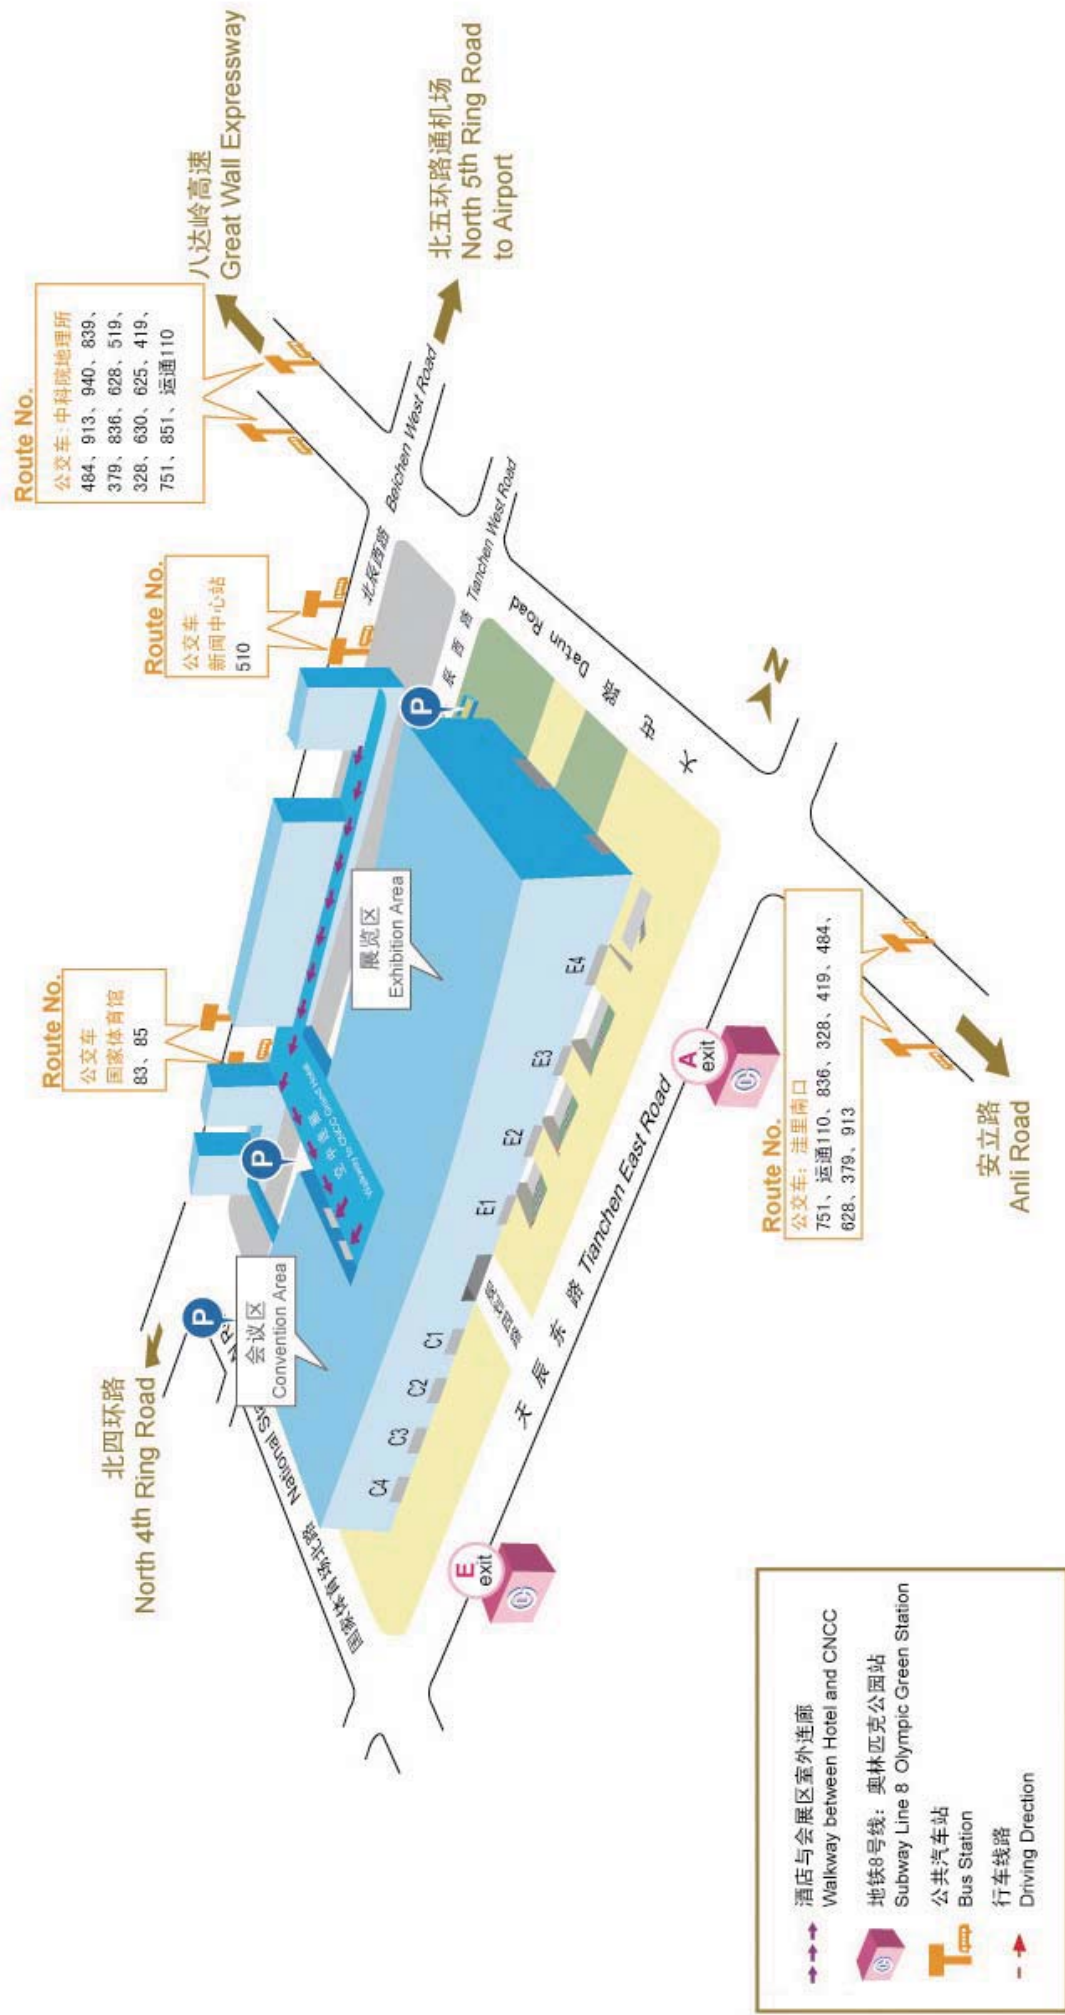 八达岭高速
Great Wall Expressway
北五环路通机场
North 5th Ring Road
to Airport
Route No.
公交车:中科院地理所
484、913、940、839、
379、836、628、519、
328、630、625、419、
751、851、运通110
Route No.
公交车
新闻中心站
510
Route No.
公交车
国家体育馆
83、85
北四环路
North 4th Ring Road
北辰西路 Beichen West Road
辰西路 Tianchen West Road
大屯路 Datun Road
N
P
P
P
展览区
Exhibition Area
会议区
Convention Area
Walkway to CNCC Grand Hotel
国家体育场北路 National Sta
C4
C3
C2
C1
E1
E2
E3
E4
天辰东路 Tianchen East Road
A
exit
E
exit
Route No.
公交车: 洼里南口
751、运通110、836、328、419、484、
628、379、913
安立路
Anli Road
酒店与会展区室外连廊
Walkway between Hotel and CNCC
地铁8号线: 奥林匹克公园站
Subway Line 8 Olympic Green Station
公共汽车站
Bus Station
行车线路
Driving Drection